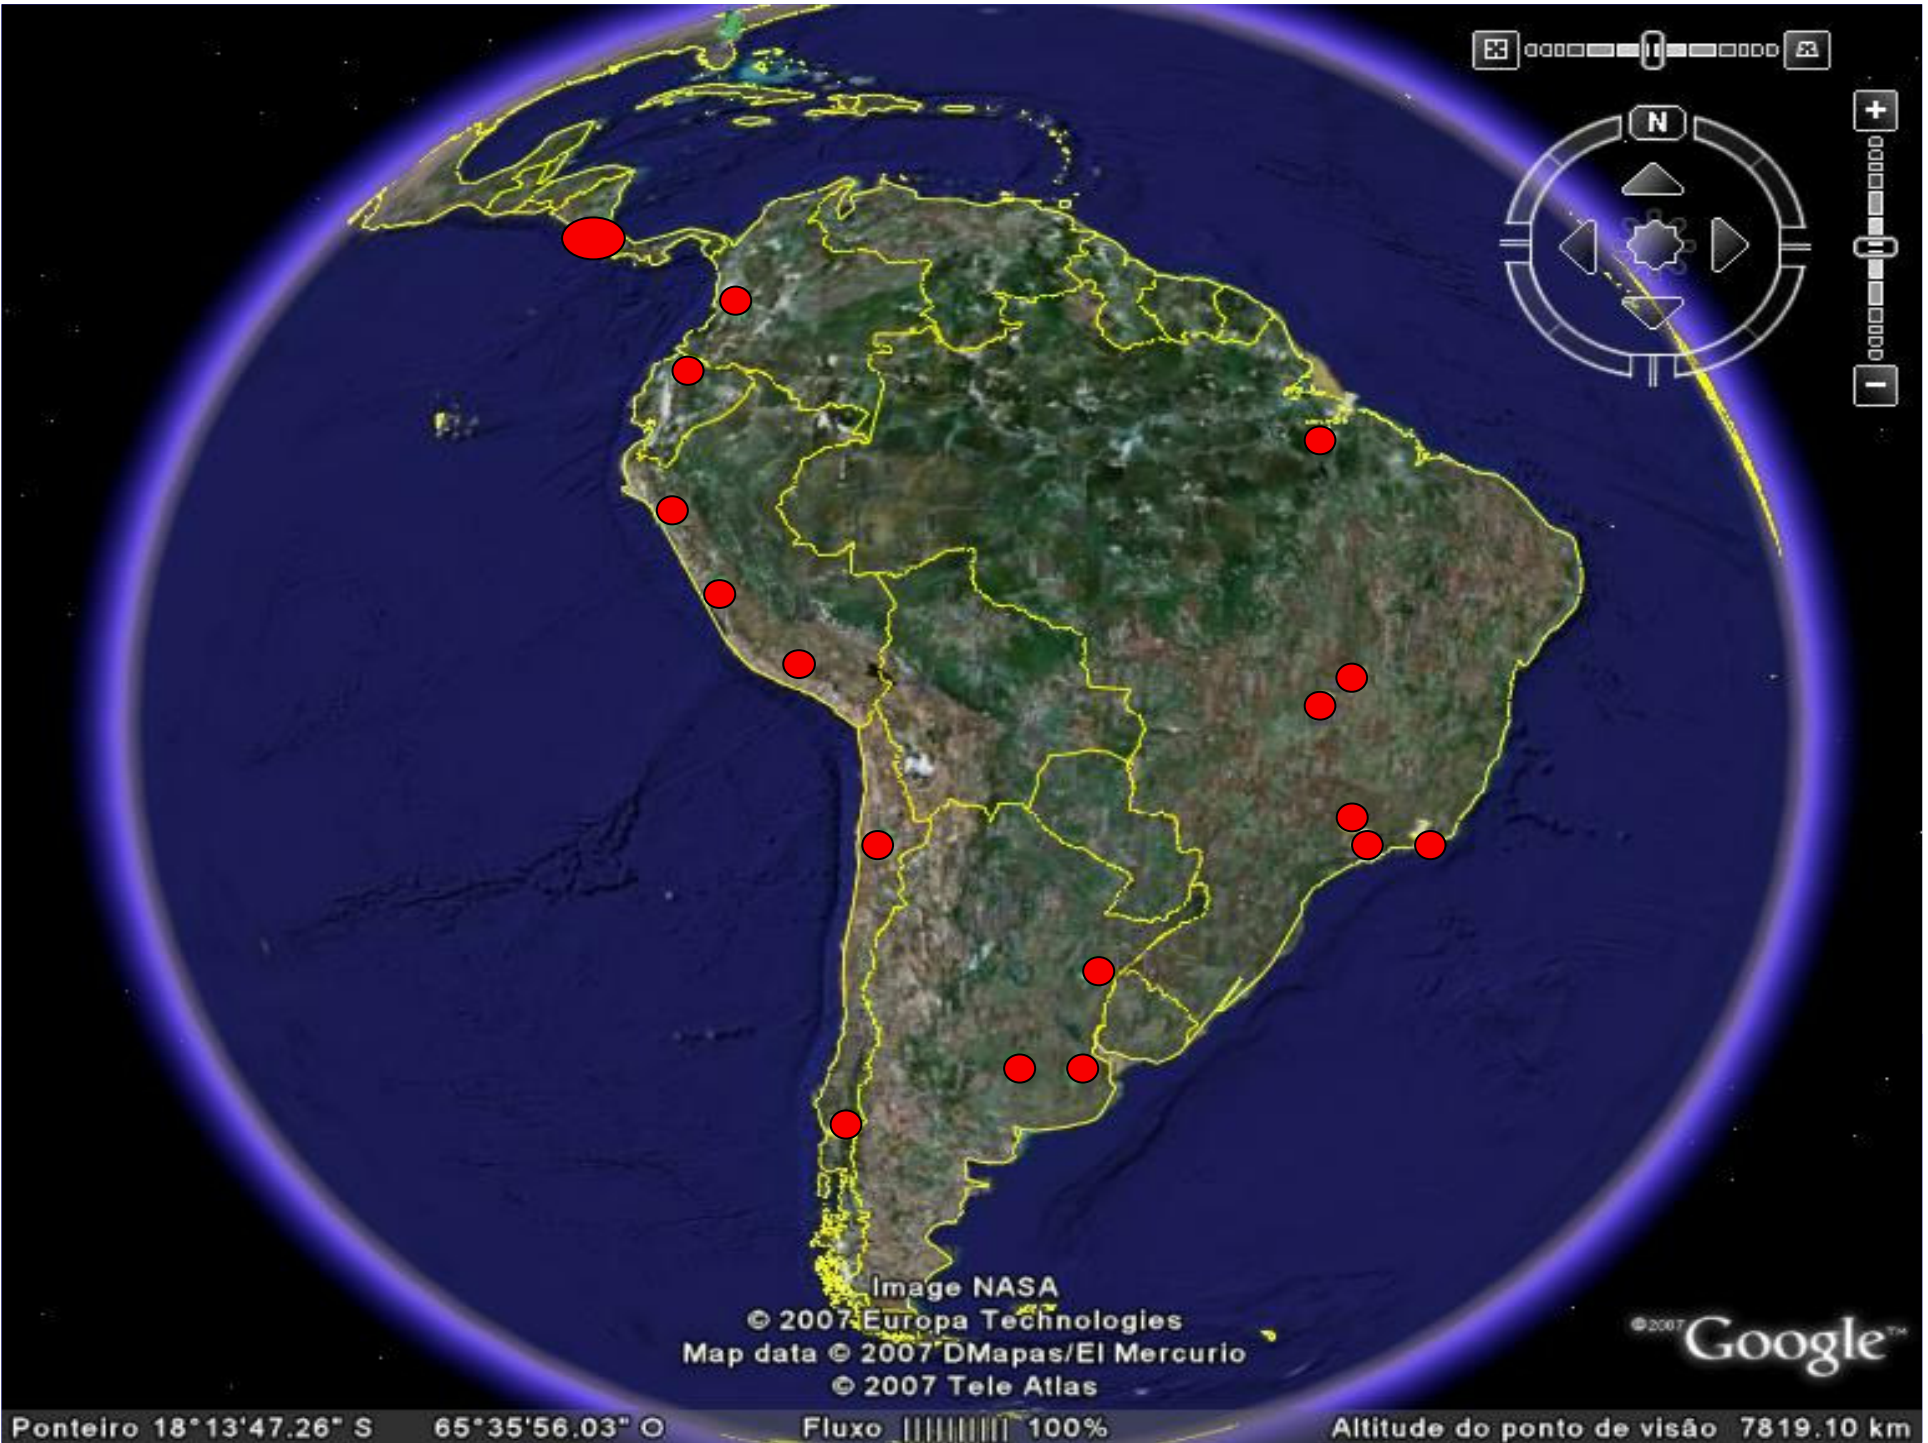 N
Image NASA
© 2007 Europa Technologies
Map data © 2007 DMapas/El Mercurio
© 2007 Tele Atlas
©2007 Google™
Ponteiro 18°13'47.26" S 65°35'56.03" O Fluxo |||||||||| 100% Altitude do ponto de visão 7819.10 km